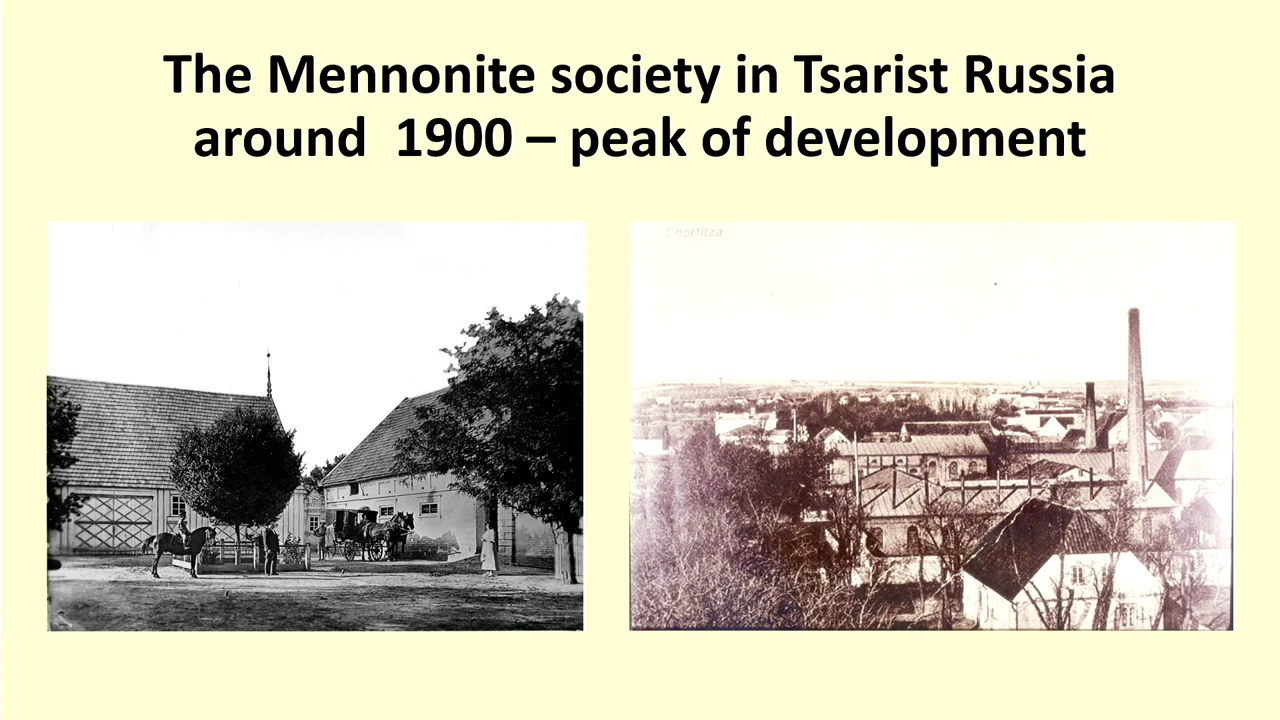 The Mennonite society in Tsarist Russia
around  1900 – peak of development
Chortitza